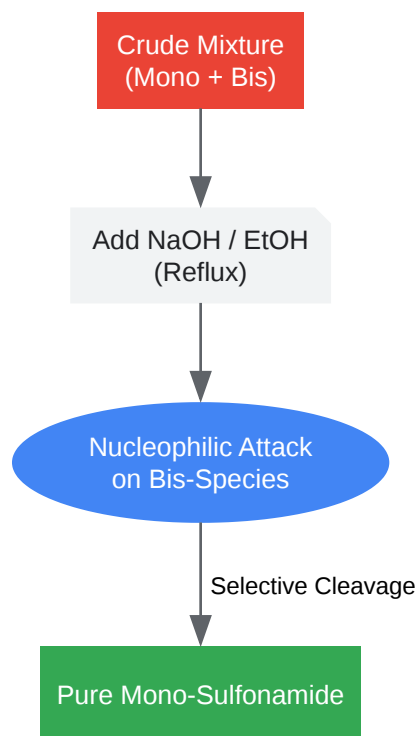 Crude Mixture
(Mono + Bis)
Add NaOH / EtOH
(Reflux)
Nucleophilic Attack
on Bis-Species
Selective Cleavage
Pure Mono-Sulfonamide